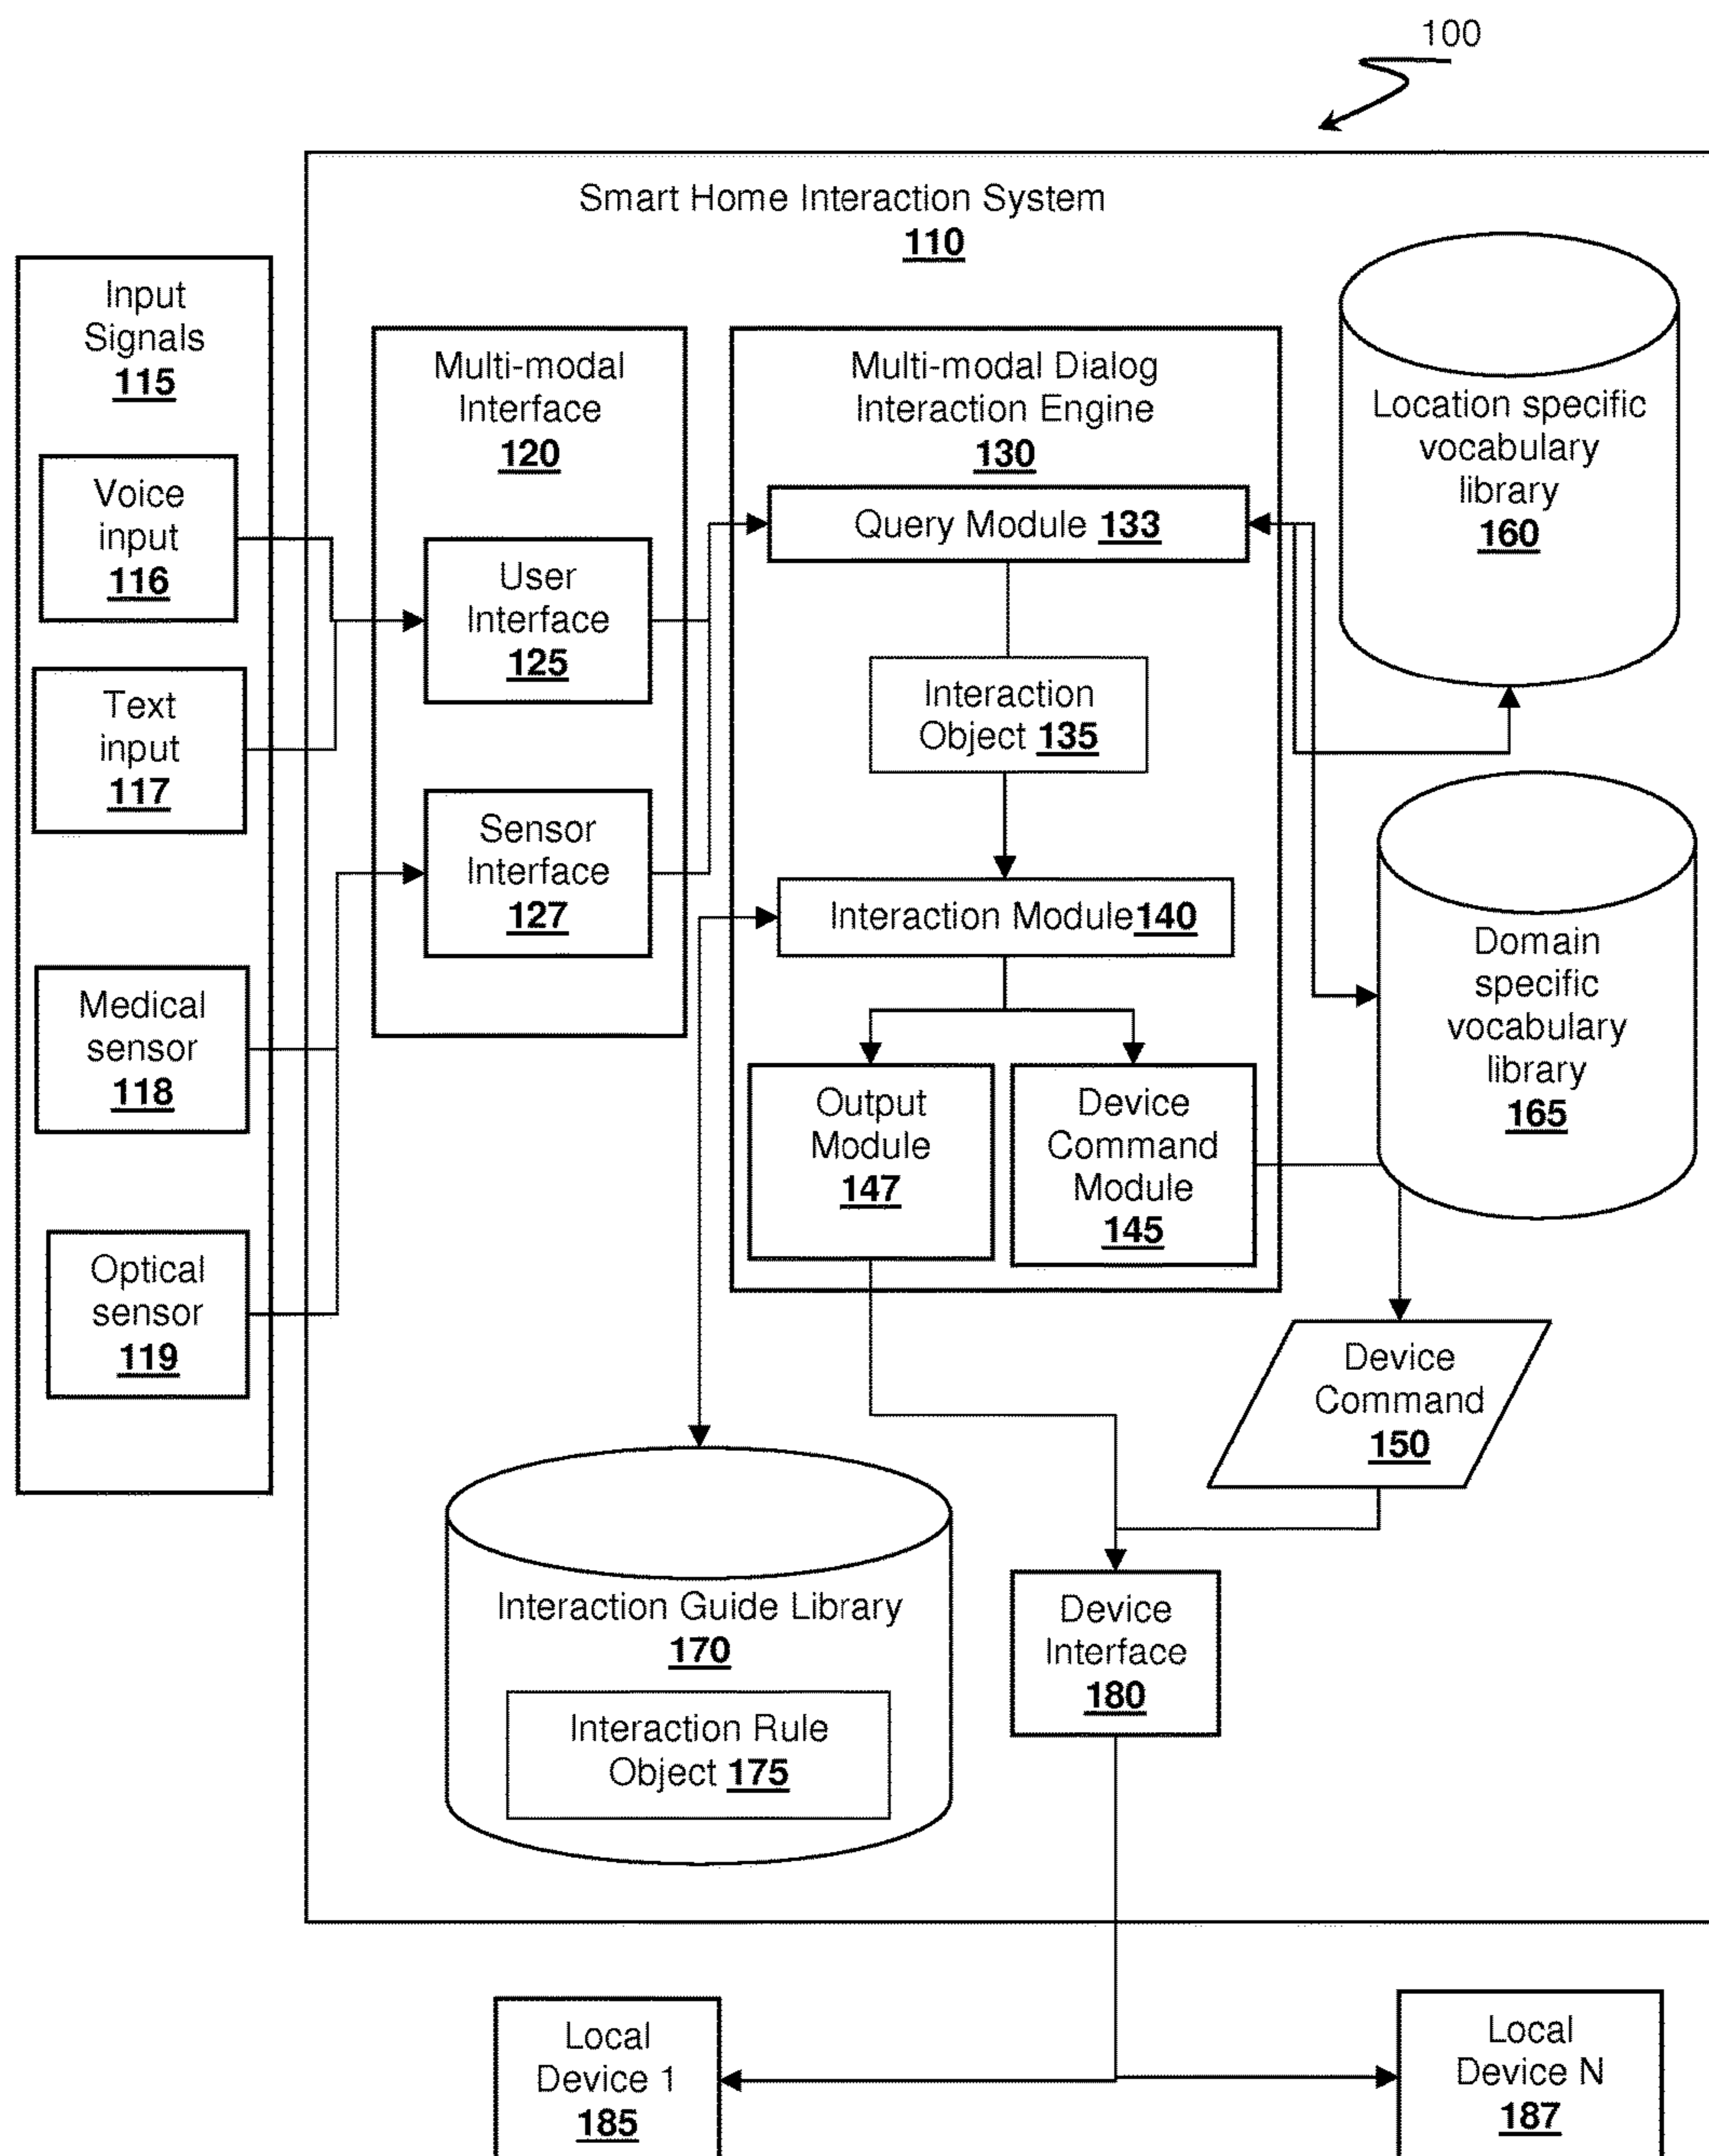 100
Smart Home Interaction System
110
Input
Signals
115
Voice
input
116
Text
input
117
Medical
sensor
118
Optical
sensor
119
Multi-modal
Interface
120
User
Interface
125
Sensor
Interface
127
Multi-modal Dialog
Interaction Engine
130
Query Module 133
Interaction
Object 135
Interaction Module140
Output
Module
147
Device
Command
Module
145
Location specific
vocabulary
library
160
Domain
specific
vocabulary
library
165
Device
Command
150
Interaction Guide Library
170
Interaction Rule
Object 175
Device
Interface
180
Local
Device 1
185
Local
Device N
187